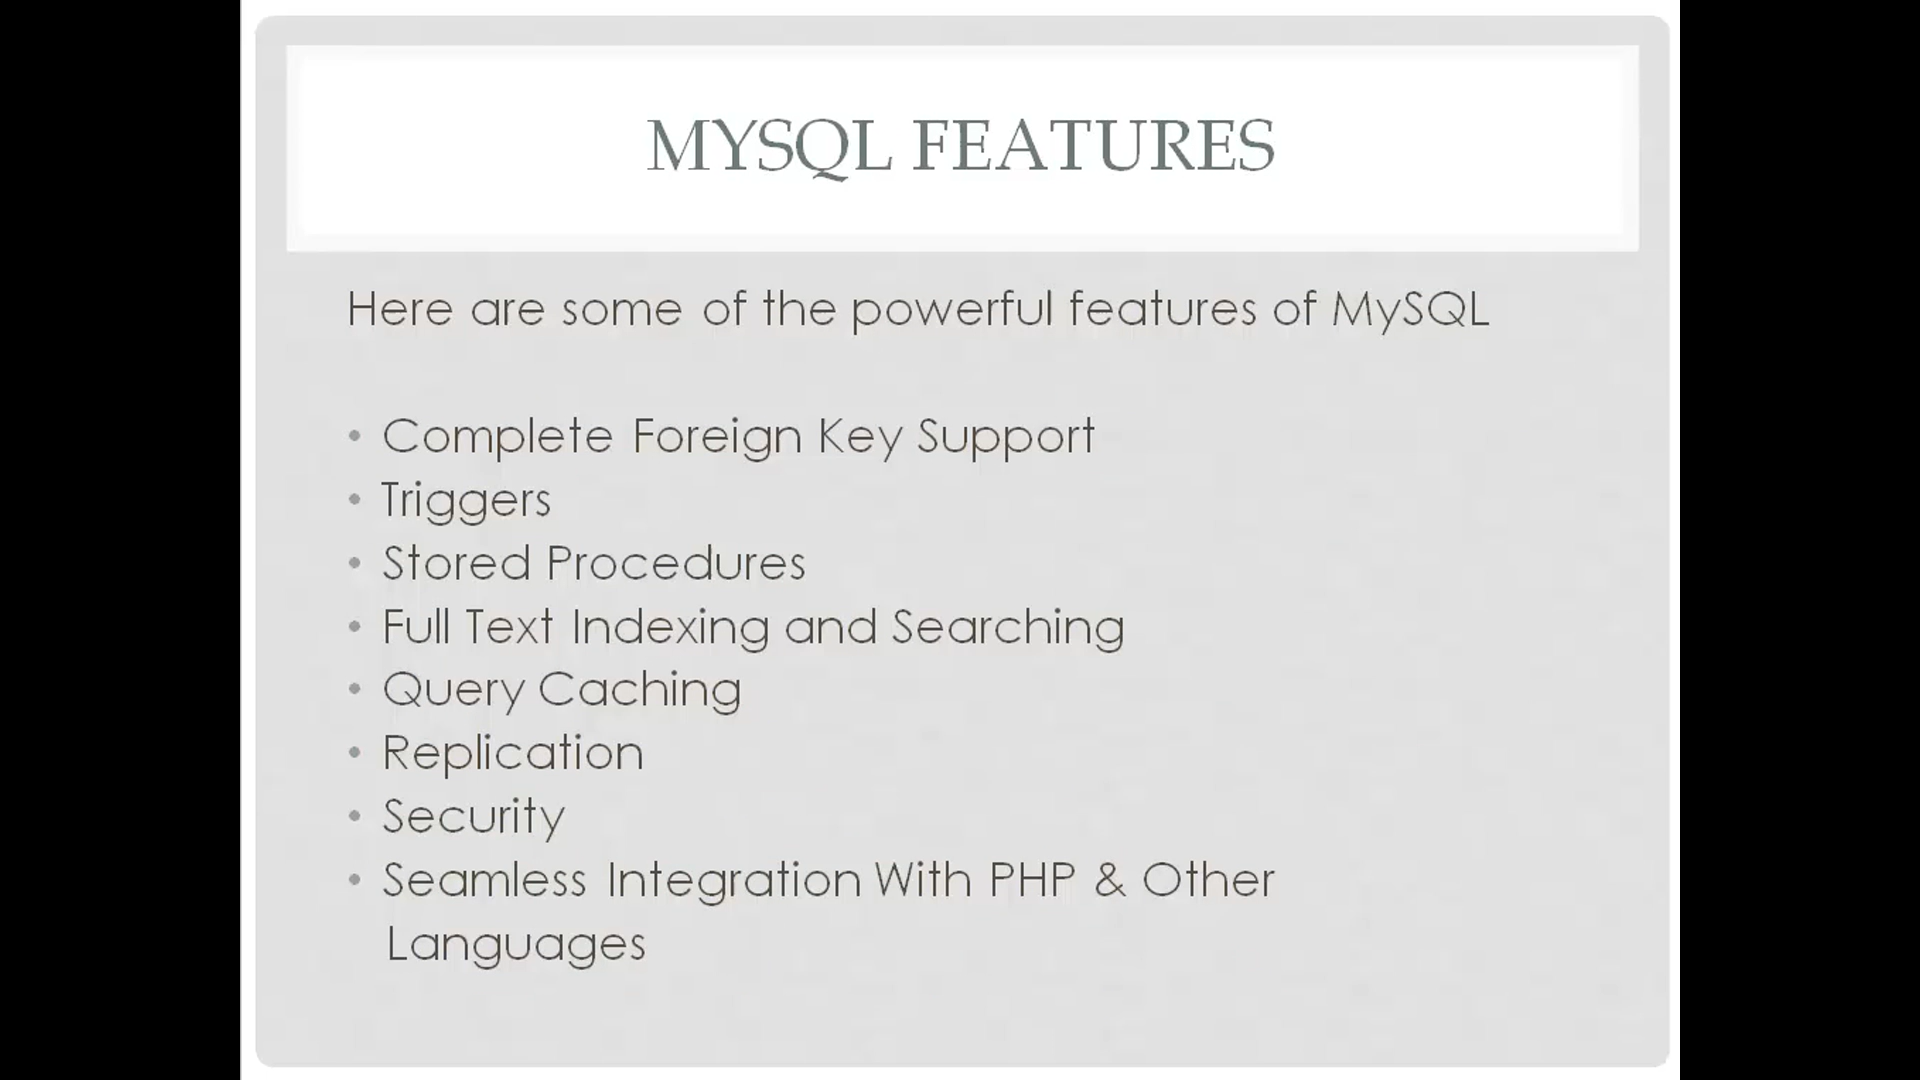 MYSQL FEATURES
Here are some of the powerful features of MySQL
• Complete Foreign Key Support
• Triggers
• Stored Procedures
• Full Text Indexing and Searching
• Query Caching
• Replication
• Security
• Seamless Integration With PHP & Other
Languages